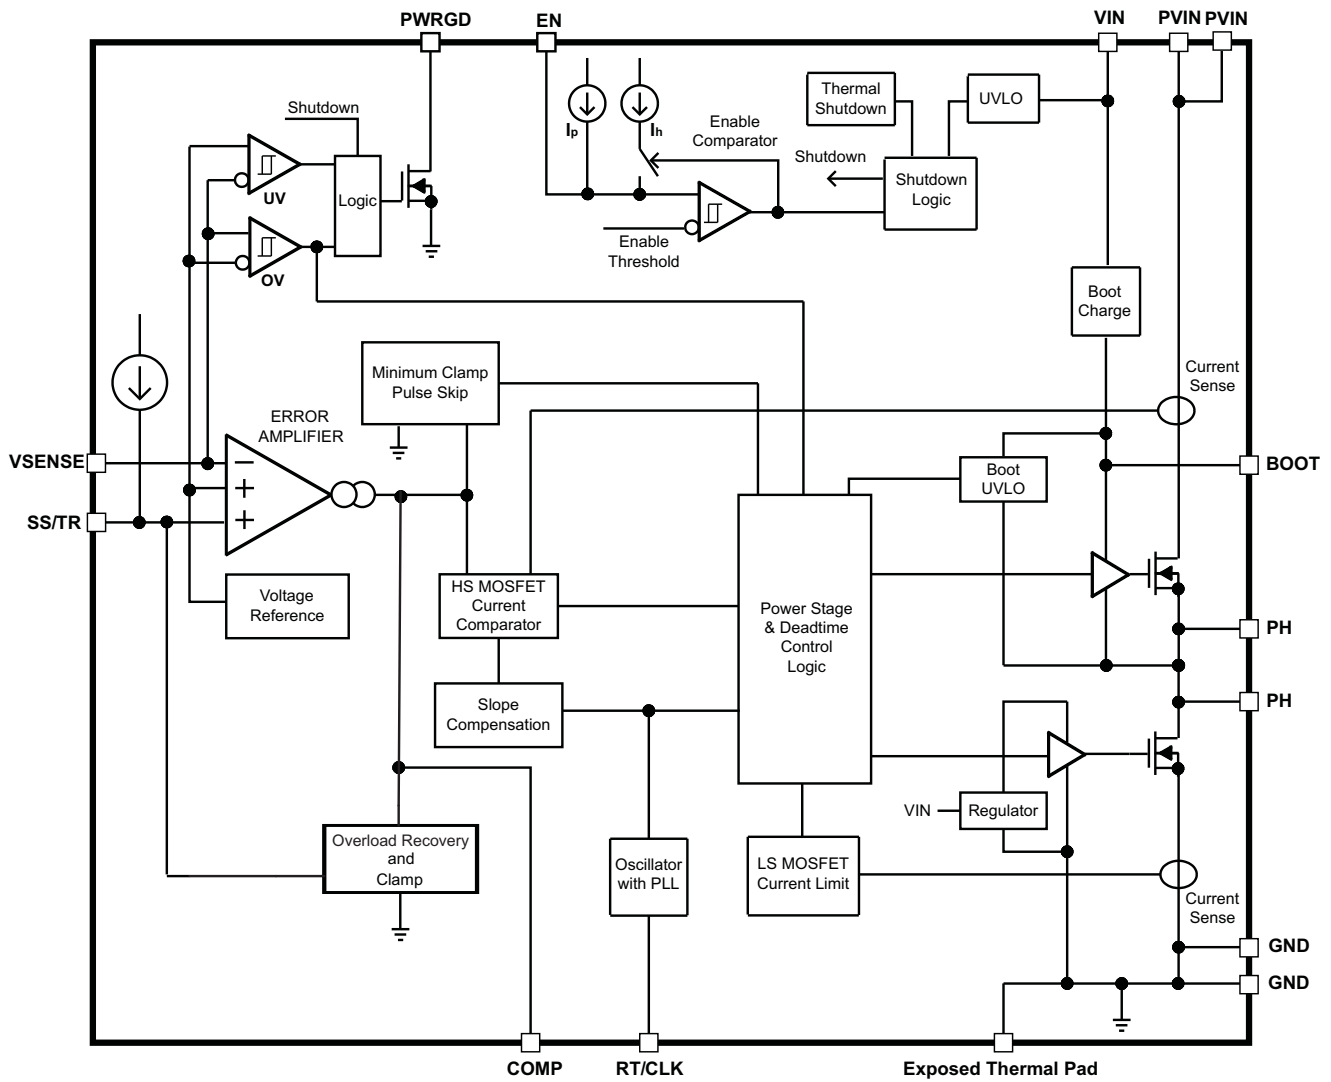 PWRGD
EN
VIN
PVIN
PVIN
Shutdown
UV
Logic
OV
Ip
Ih
Enable
Comparator
Enable
Threshold
Thermal
Shutdown
UVLO
Shutdown
Shutdown
Logic
Boot
Charge
Current
Sense
Minimum Clamp
Pulse Skip
ERROR
AMPLIFIER
VSENSE
SS/TR
−
+
+
Boot
UVLO
BOOT
Voltage
Reference
HS MOSFET
Current
Comparator
Power Stage
& Deadtime
Control
Logic
PH
PH
Slope
Compensation
VIN
Regulator
Overload Recovery
and
Clamp
Oscillator
with PLL
LS MOSFET
Current Limit
Current
Sense
GND
GND
COMP
RT/CLK
Exposed Thermal Pad